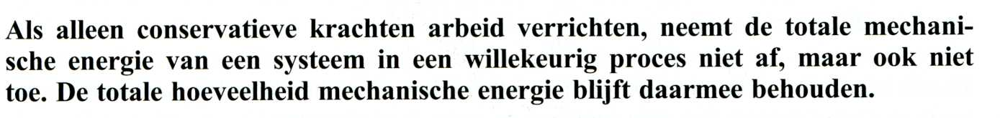 Als alleen conservatieve krachten arbeid verrichten, neemt de totale mechani-
sche energie van een systeem in een willekeurig proces niet af, maar ook niet
toe. De totale hoeveelheid mechanische energie blijft daarmee behouden.